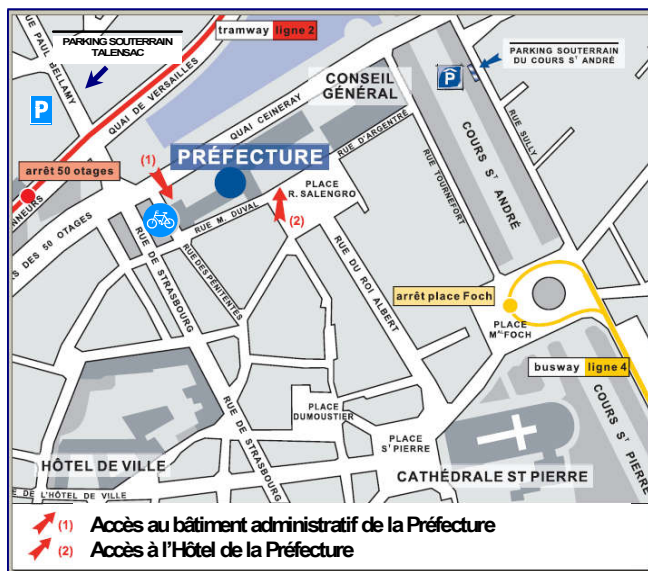 RUE PAUL BELLAMY
PARKING SOUTERRAIN
TALENSAC
tramway ligne 2
PARKING SOUTERRAIN
DU COURS ST ANDRÉ
P
P
QUAI DE VERSAILLES
QUAI CEINERAY
CONSEIL
GÉNÉRAL
RUE D'ARGENTRÉ
RUE SULLY
COURS ST ANDRÉ
RUE TOURNEFORT
arrêt 50 otages
(1)
PRÉFECTURE
PLACE
R. SALENGRO
(2)
RUE M. DUVAL
NNEURS
S DES 50 OTAGES
RUE DE STRASBOURG
RUE DES PÉNITENTES
RUE DU ROI ALBERT
arrêt place Foch
PLACE
MAL FOCH
busway ligne 4
COURS ST PIERRE
RUE DE STRASBOURG
PLACE
DUMOUSTIER
PLACE
ST PIERRE
HÔTEL DE VILLE
CATHÉDRALE ST PIERRE
E DE L'HÔTEL DE VILLE
(1) Accès au bâtiment administratif de la Préfecture
(2) Accès à l'Hôtel de la Préfecture